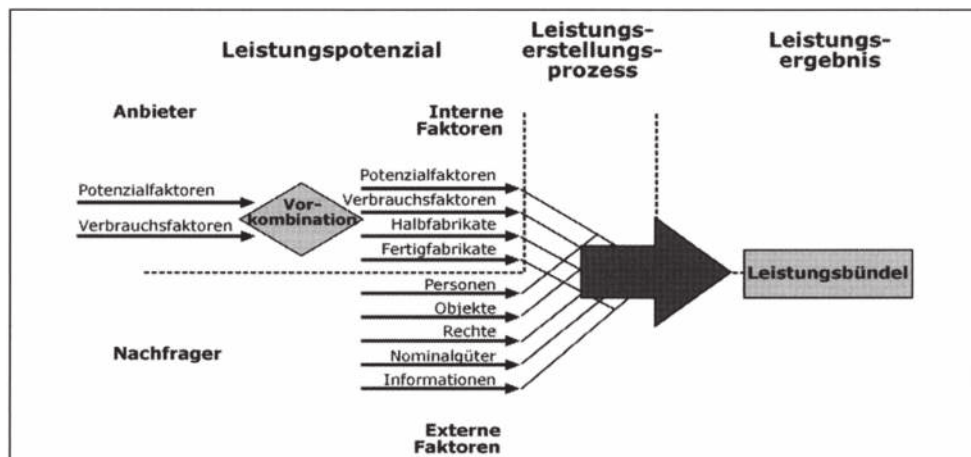 Leistungspotenzial
Leistungs-
erstellungs-
prozess
Leistungs-
ergebnis
Anbieter
Interne
Faktoren
Potenzialfaktoren
Verbrauchsfaktoren
Vor-
kombination
Potenzialfaktoren
Verbrauchsfaktoren
Halbfabrikate
Fertigfabrikate
Personen
Objekte
Rechte
Nominalgüter
Informationen
Leistungsbündel
Nachfrager
Externe
Faktoren